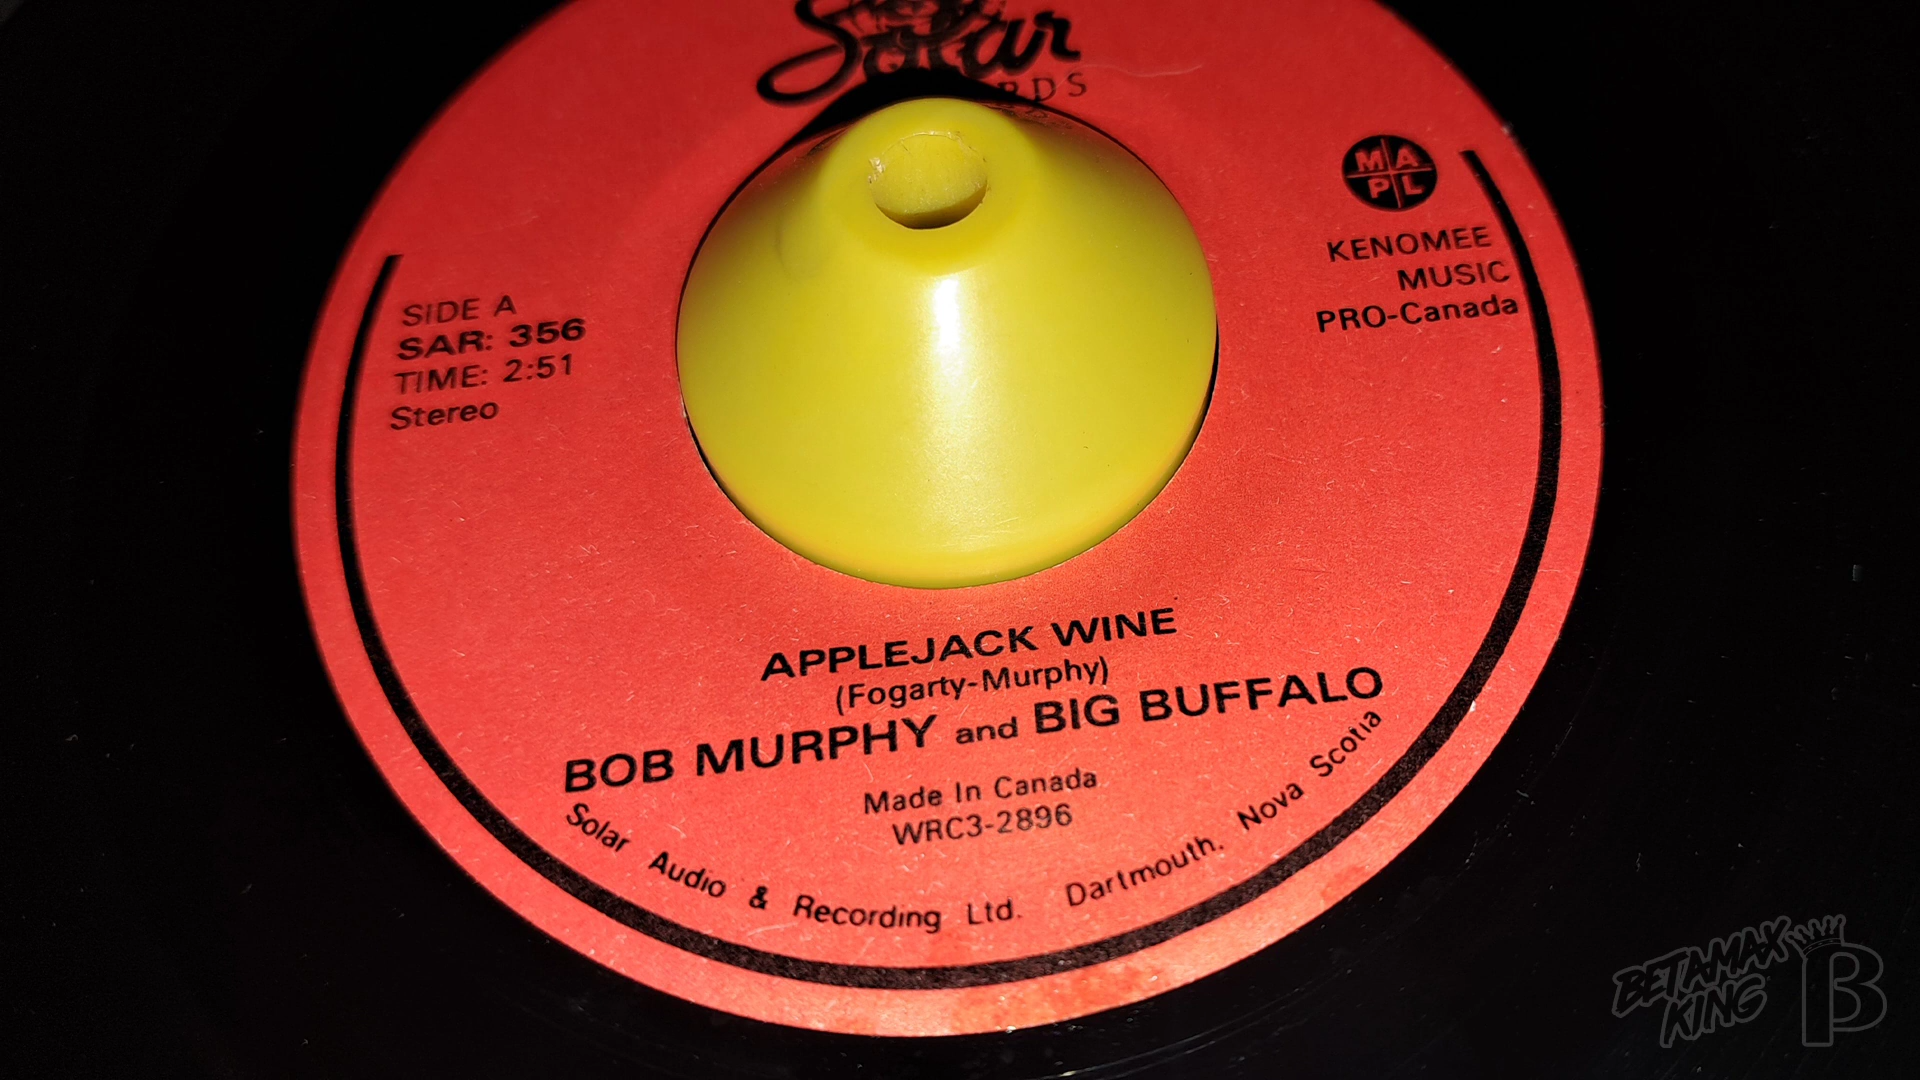 Solar
SIDE A
SAR: 356
TIME: 2:51
Stereo
MAPL
KENOMEE
MUSIC
PRO-Canada
APPLEJACK WINE
(Fogarty-Murphy)
BOB MURPHY and BIG BUFFALO
Made In Canada
WRC3-2896
Solar Audio & Recording Ltd. Dartmouth, Nova Scotia
BETAMAX
KING
B